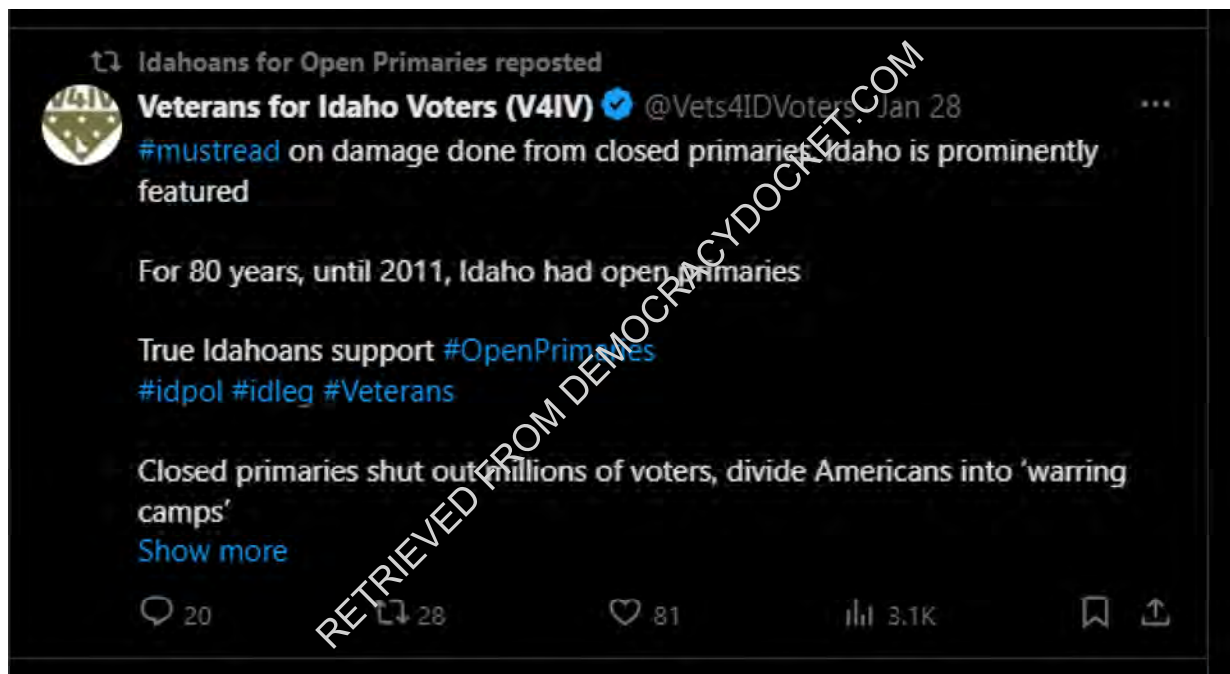 Idahoans for Open Primaries reposted
Veterans for Idaho Voters (V4IV) @Vets4IDVoters · Jan 28
#mustread on damage done from closed primaries. Idaho is prominently
featured
For 80 years, until 2011, Idaho had open primaries
True Idahoans support #OpenPrimaries
#idpol #idleg #Veterans
Closed primaries shut out millions of voters, divide Americans into ‘warring
camps’
Show more
20 28 81 3.1K
RETRIEVED FROM DEMOCRACYDOCKET.COM
V4IV